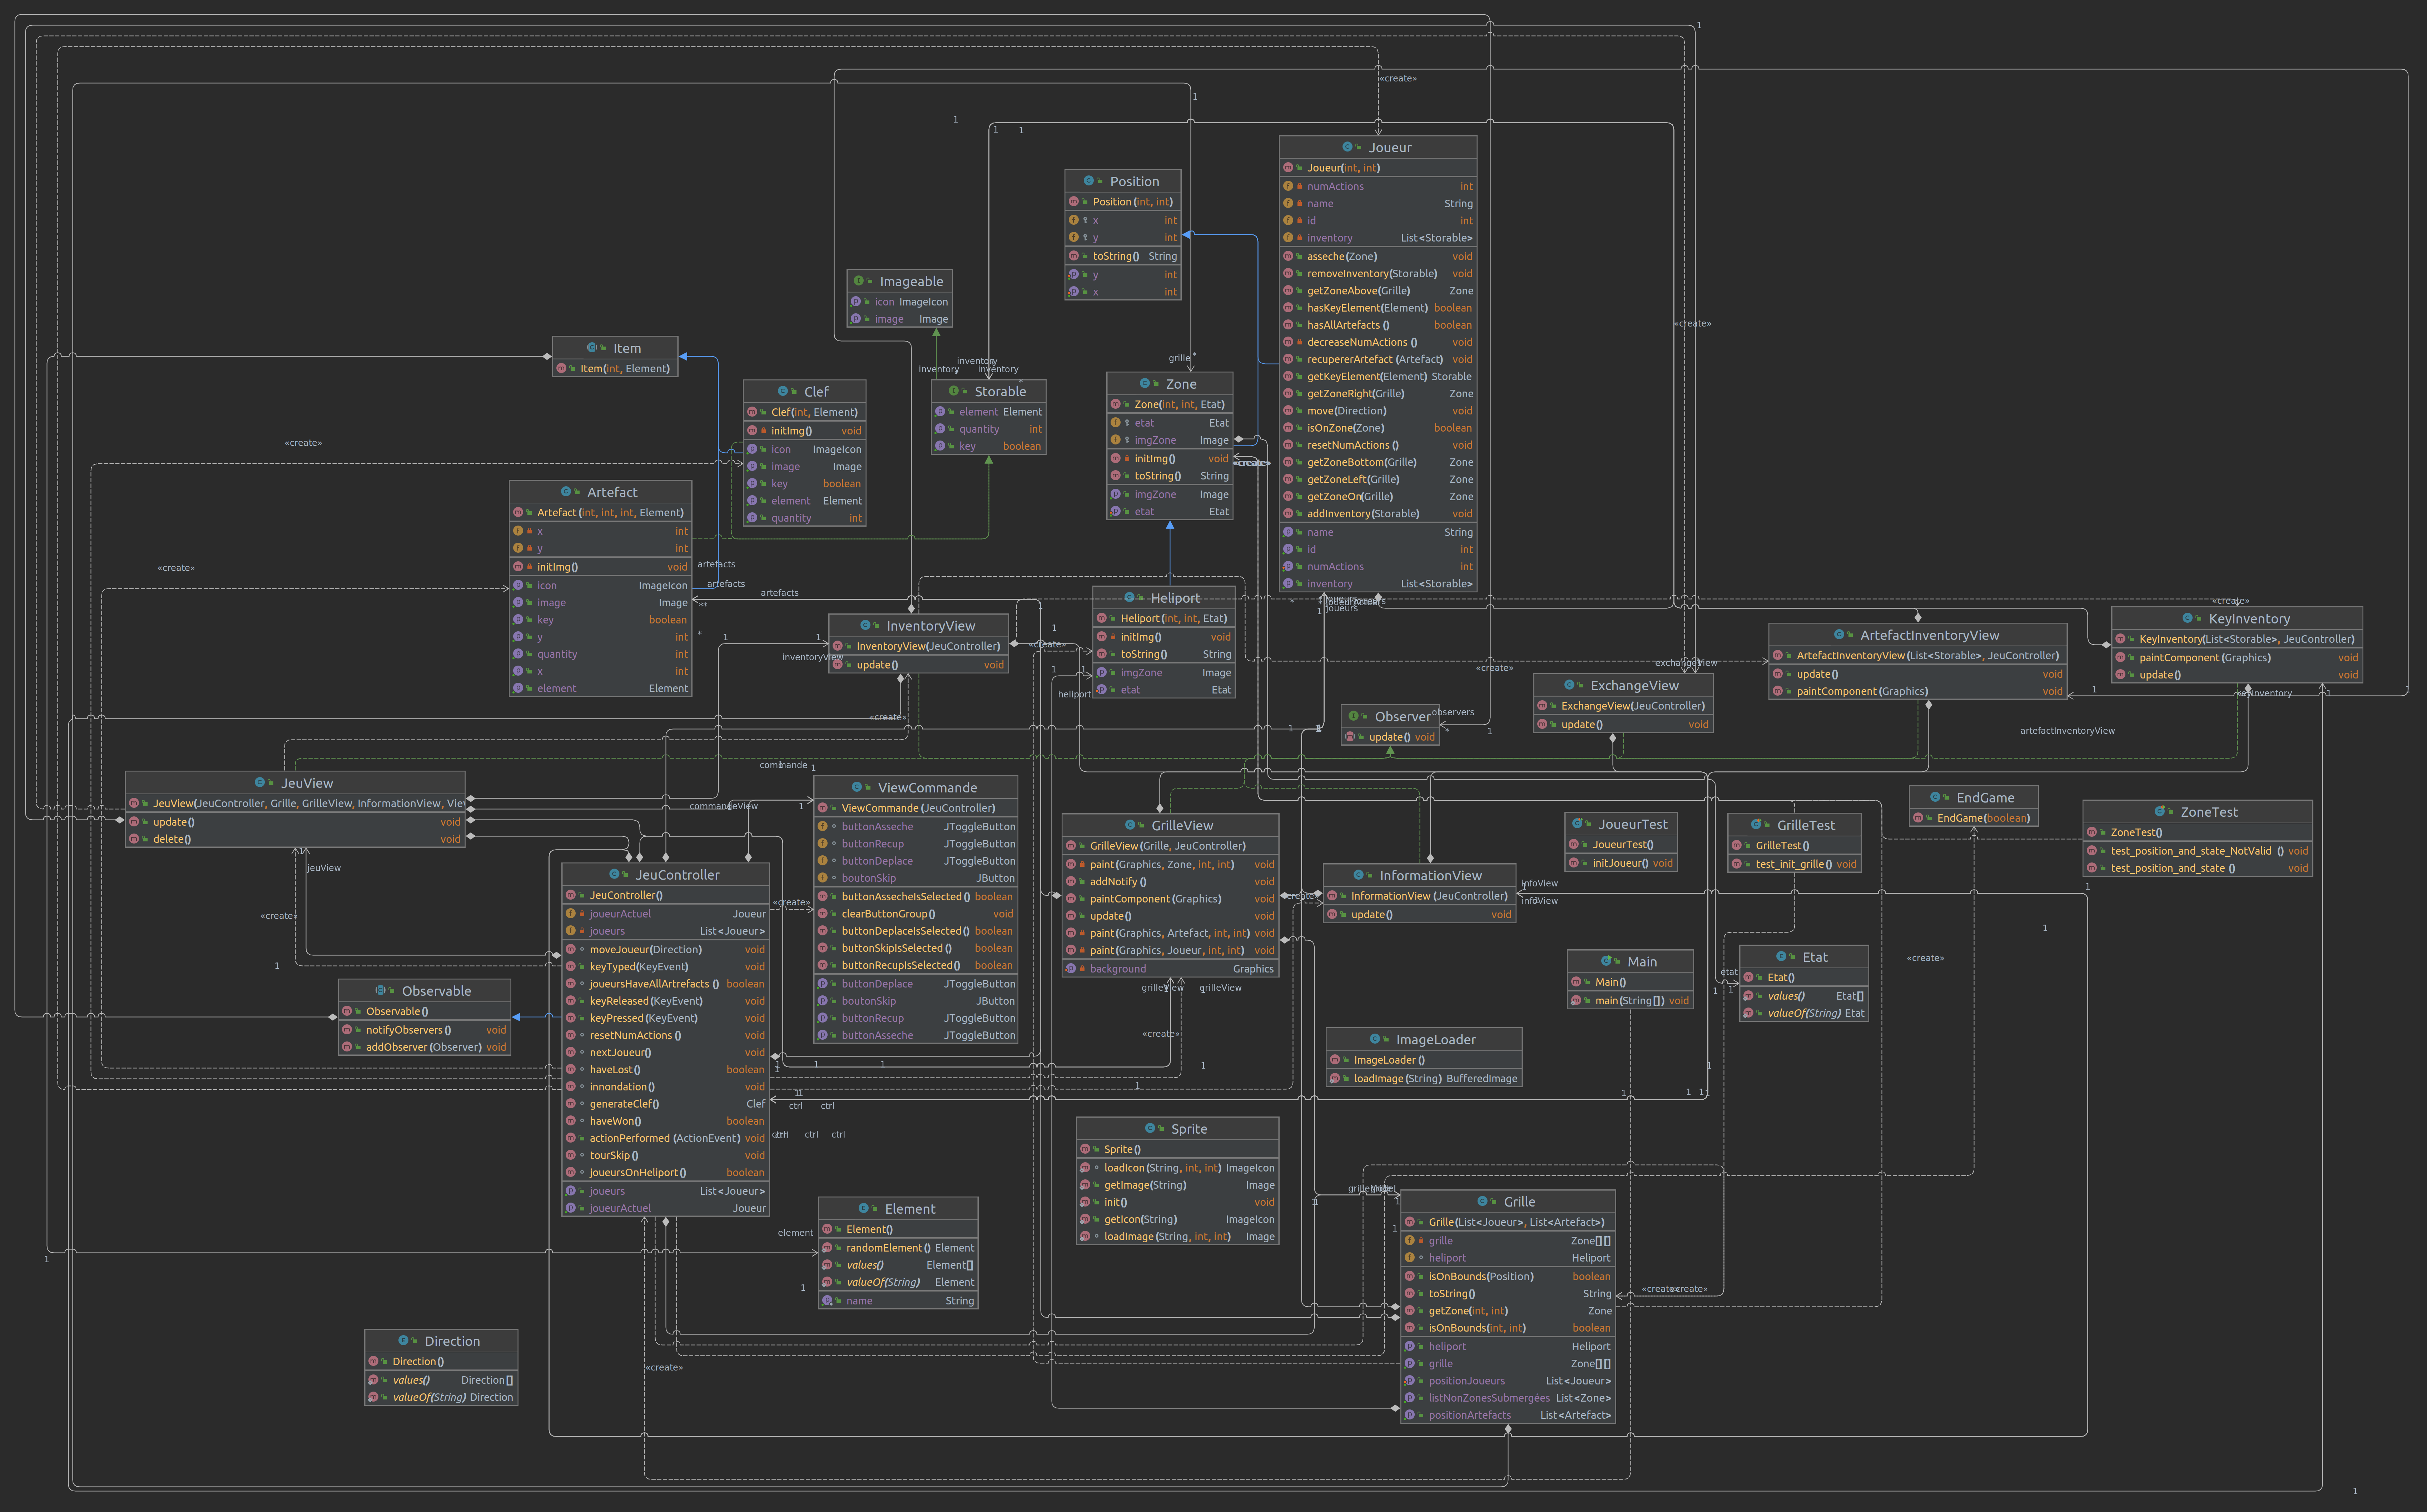 Joueur
Joueur(int, int)
numActions int
name String
id int
inventory List<Storable>
asseche(Zone) void
removeInventory(Storable) void
getZoneAbove(Grille) Zone
hasKeyElement(Element) boolean
hasAllArtefacts() boolean
decreaseNumActions() void
recupererArtefact(Artefact) void
getKeyElement(Element) Storable
getZoneRight(Grille) Zone
move(Direction) void
isOnZone(Zone) boolean
resetNumActions() void
getZoneBottom(Grille) Zone
getZoneLeft(Grille) Zone
getZoneOn(Grille) Zone
addInventory(Storable) void
name String
id int
numActions int
inventory List<Storable>
Position
Position(int, int)
x int
y int
toString() String
y int
x int
Imageable
icon ImageIcon
image Image
Item
Item(int, Element)
Clef
Clef(int, Element)
initImg() void
icon ImageIcon
image Image
key boolean
element Element
quantity int
Storable
element Element
quantity int
key boolean
Zone
Zone(int, int, Etat)
etat Etat
imgZone Image
initImg() void
toString() String
imgZone Image
etat Etat
Artefact
Artefact(int, int, int, Element)
x int
y int
initImg() void
icon ImageIcon
image Image
key boolean
y int
quantity int
x int
element Element
InventoryView
InventoryView(JeuController)
update() void
Heliport
Heliport(int, int, Etat)
initImg() void
toString() String
imgZone Image
etat Etat
Observer
update() void
ExchangeView
ExchangeView(JeuController)
update() void
ArtefactInventoryView
ArtefactInventoryView(List<Storable>, JeuController)
update() void
paintComponent(Graphics) void
KeyInventory
KeyInventory(List<Storable>, JeuController)
paintComponent(Graphics) void
update() void
JeuView
JeuView(JeuController, Grille, GrilleView, InformationView, Vie
update() void
delete() void
JeuController
JeuController()
joueurActuel Joueur
joueurs List<Joueur>
moveJoueur(Direction) void
keyTyped(KeyEvent) void
joueursHaveAllArtrefacts() boolean
keyReleased(KeyEvent) void
keyPressed(KeyEvent) void
resetNumActions() void
nextJoueur() void
haveLost() boolean
innondation() void
generateClef() Clef
haveWon() boolean
actionPerformed(ActionEvent) void
tourSkip() void
joueursOnHeliport() boolean
joueurs List<Joueur>
joueurActuel Joueur
ViewCommande
ViewCommande(JeuController)
buttonAsseche JToggleButton
buttonRecup JToggleButton
buttonDeplace JToggleButton
boutonSkip JButton
buttonAssecheIsSelected() boolean
clearButtonGroup() void
buttonDeplaceIsSelected() boolean
buttonSkipIsSelected() boolean
buttonRecupIsSelected() boolean
buttonDeplace JToggleButton
boutonSkip JButton
buttonRecup JToggleButton
buttonAsseche JToggleButton
GrilleView
GrilleView(Grille, JeuController)
paint(Graphics, Zone, int, int) void
addNotify() void
paintComponent(Graphics) void
update() void
paint(Graphics, Artefact, int, int) void
paint(Graphics, Joueur, int, int) void
background Graphics
InformationView
InformationView(JeuController)
update() void
JoueurTest
JoueurTest()
initJoueur() void
GrilleTest
GrilleTest()
test_init_grille() void
EndGame
EndGame(boolean)
ZoneTest
ZoneTest()
test_position_and_state_NotValid() void
test_position_and_state() void
Main
Main()
main(String[]) void
Etat
Etat()
values() Etat[]
valueOf(String) Etat
Observable
Observable()
notifyObservers() void
addObserver(Observer) void
ImageLoader
ImageLoader()
loadImage(String) BufferedImage
Sprite
Sprite()
loadIcon(String, int, int) ImageIcon
getImage(String) Image
init() void
getIcon(String) ImageIcon
loadImage(String, int, int) Image
Element
Element()
randomElement() Element
values() Element[]
valueOf(String) Element
name String
Grille
Grille(List<Joueur>, List<Artefact>)
grille Zone[][]
heliport Heliport
isOnBounds(Position) boolean
toString() String
getZone(int, int) Zone
isOnBounds(int, int) boolean
heliport Heliport
grille Zone[][]
positionJoueurs List<Joueur>
listNonZonesSubmergées List<Zone>
positionArtefacts List<Artefact>
Direction
Direction()
values() Direction[]
valueOf(String) Direction
«create»
«create»
«create»
«create»
«create»
«create»
«create»
«create»
«create»
«create»
«create»
«create»
«create»
inventory
inventory
inventory
grille *
artefacts
artefacts
artefacts
inventoryView
heliport
observers
exchangeView
artefactInventoryView
commande
commandeView
jeuView
infoView
infoView
grilleView
grilleView
etat
element
joueurs
ctrl
ctrl
ctrl
ctrl